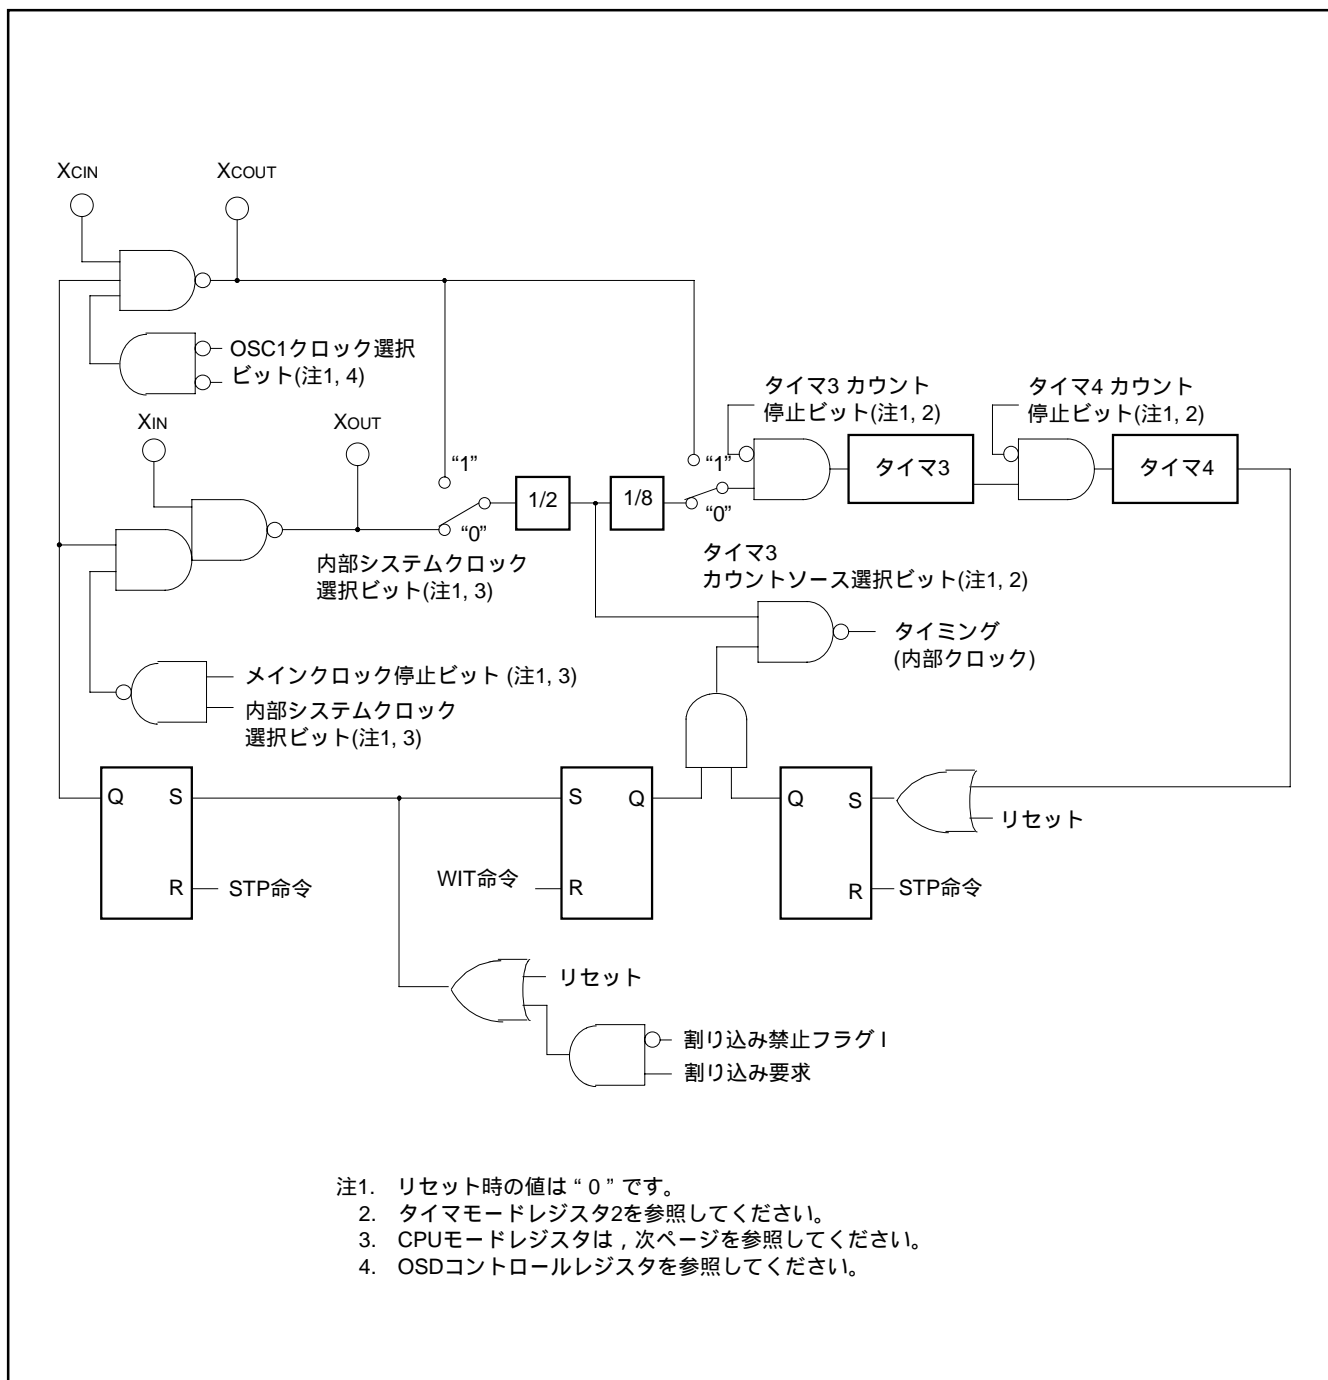 XCIN
XCOUT
OSC1クロック選択
ビット(注1, 4)
タイマ3 カウント
停止ビット(注1, 2)
タイマ4 カウント
停止ビット(注1, 2)
XIN
XOUT
“1”
“1”
タイマ3
タイマ4
1/2
1/8
“0”
“0”
内部システムクロック
選択ビット(注1, 3)
タイマ3
カウントソース選択ビット(注1, 2)
タイミング
(内部クロック)
メインクロック停止ビット (注1, 3)
内部システムクロック
選択ビット(注1, 3)
Q S
S Q
Q S
リセット
R STP命令
WIT命令 R
R STP命令
リセット
割り込み禁止フラグ I
割り込み要求
注1. リセット時の値は “ 0 ” です。
2. タイマモードレジスタ2を参照してください。
3. CPUモードレジスタは , 次ページを参照してください。
4. OSDコントロールレジスタを参照してください。